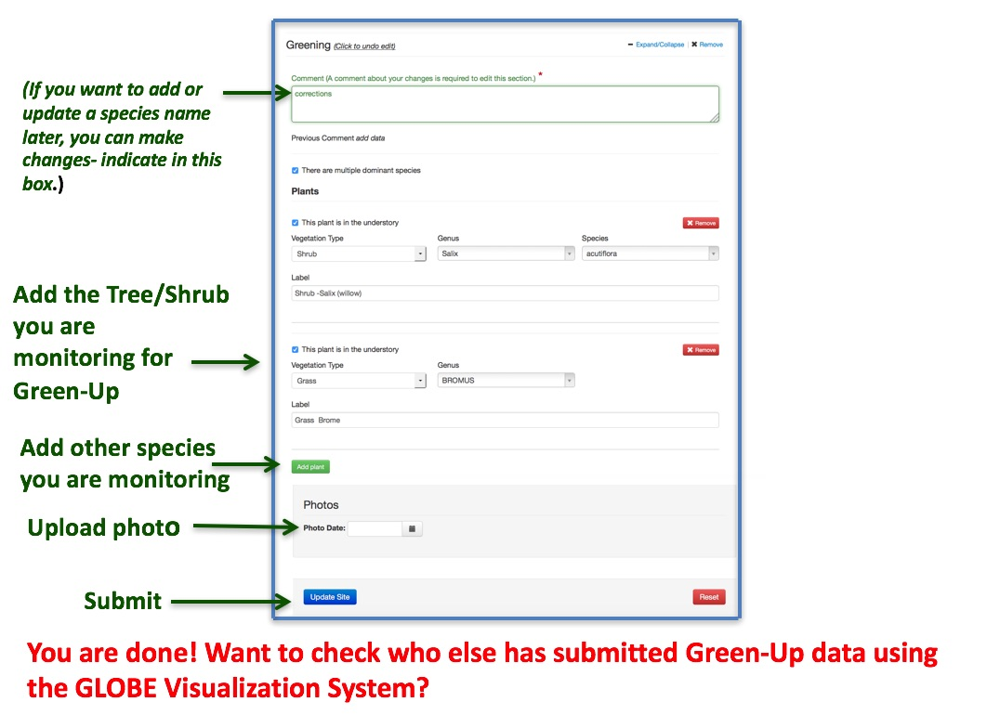 Greening (Click to undo edit)
Expand/Collapse | ✖ Remove
Comment (A comment about your changes is required to edit this section.) *
corrections
(If you want to add or
update a species name
later, you can make
changes- indicate in this
box.)
Previous Comment add data
There are multiple dominant species
Plants
This plant is in the understory
✖ Remove
Vegetation Type Genus Species
Shrub Salix acutiflora
Label
Shrub -Salix (willow)
Add the Tree/Shrub
you are
monitoring for
Green-Up
This plant is in the understory
✖ Remove
Vegetation Type Genus
Grass BROMUS
Label
Grass Brome
Add other species
you are monitoring
Add plant
Photos
Upload photo
Photo Date:
Submit
Update Site
Reset
You are done! Want to check who else has submitted Green-Up data using
the GLOBE Visualization System?